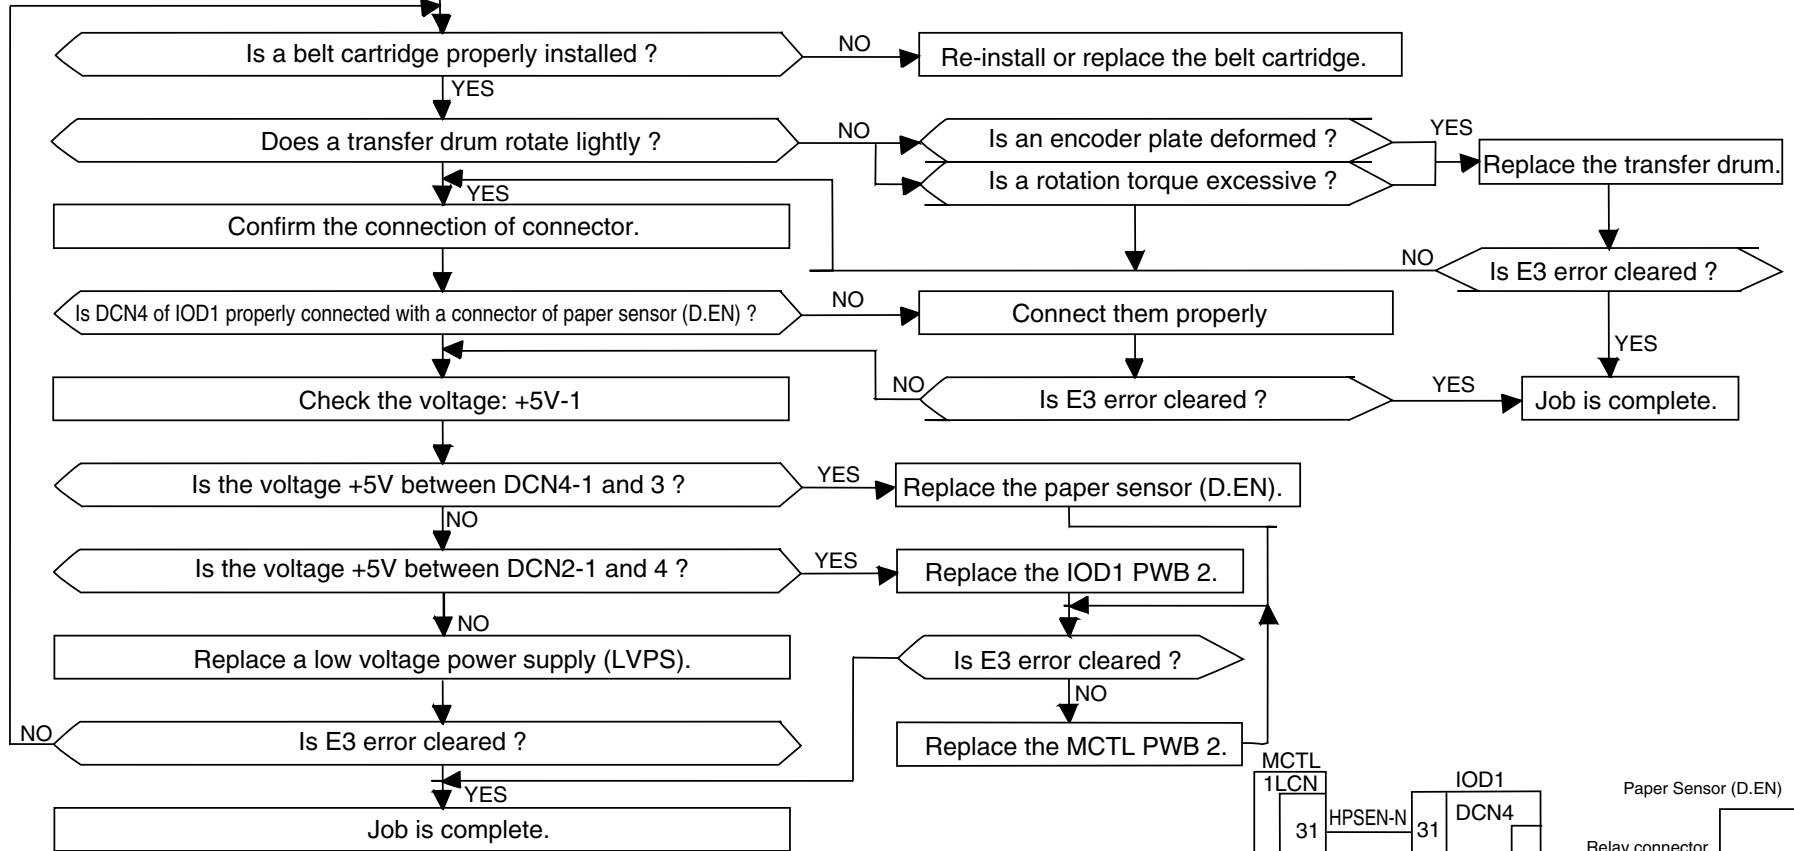 Is a belt cartridge properly installed ?
NO
Re-install or replace the belt cartridge.
YES
Does a transfer drum rotate lightly ?
NO
Is an encoder plate deformed ?
YES
Is a rotation torque excessive ?
Replace the transfer drum.
YES
Confirm the connection of connector.
NO
Is E3 error cleared ?
Is DCN4 of IOD1 properly connected with a connector of paper sensor (D.EN) ?
NO
Connect them properly
YES
Check the voltage: +5V-1
NO
Is E3 error cleared ?
YES
Job is complete.
Is the voltage +5V between DCN4-1 and 3 ?
YES
Replace the paper sensor (D.EN).
NO
Is the voltage +5V between DCN2-1 and 4 ?
YES
Replace the IOD1 PWB 2.
NO
Replace a low voltage power supply (LVPS).
Is E3 error cleared ?
NO
NO
Is E3 error cleared ?
Replace the MCTL PWB 2.
YES
Job is complete.
MCTL
1LCN
31
HPSEN-N
IOD1
31
DCN4
Paper Sensor (D.EN)
Relay connector